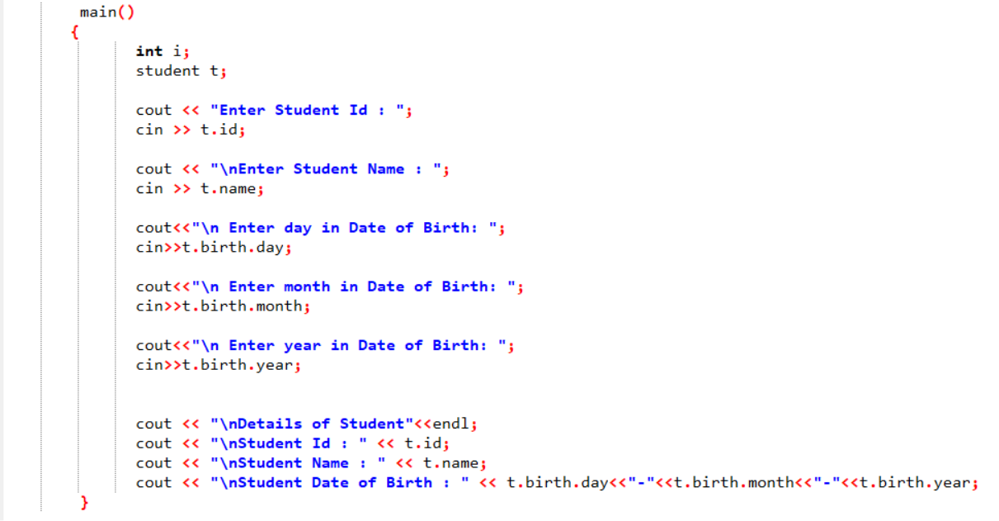 main()
{
int i;
student t;
cout << "Enter Student Id : ";
cin >> t.id;
cout << "\nEnter Student Name : ";
cin >> t.name;
cout<<"\n Enter day in Date of Birth: ";
cin>>t.birth.day;
cout<<"\n Enter month in Date of Birth: ";
cin>>t.birth.month;
cout<<"\n Enter year in Date of Birth: ";
cin>>t.birth.year;
cout << "\nDetails of Student"<<endl;
cout << "\nStudent Id : " << t.id;
cout << "\nStudent Name : " << t.name;
cout << "\nStudent Date of Birth : " << t.birth.day<<"-"<<t.birth.month<<"-"<<t.birth.year;
}